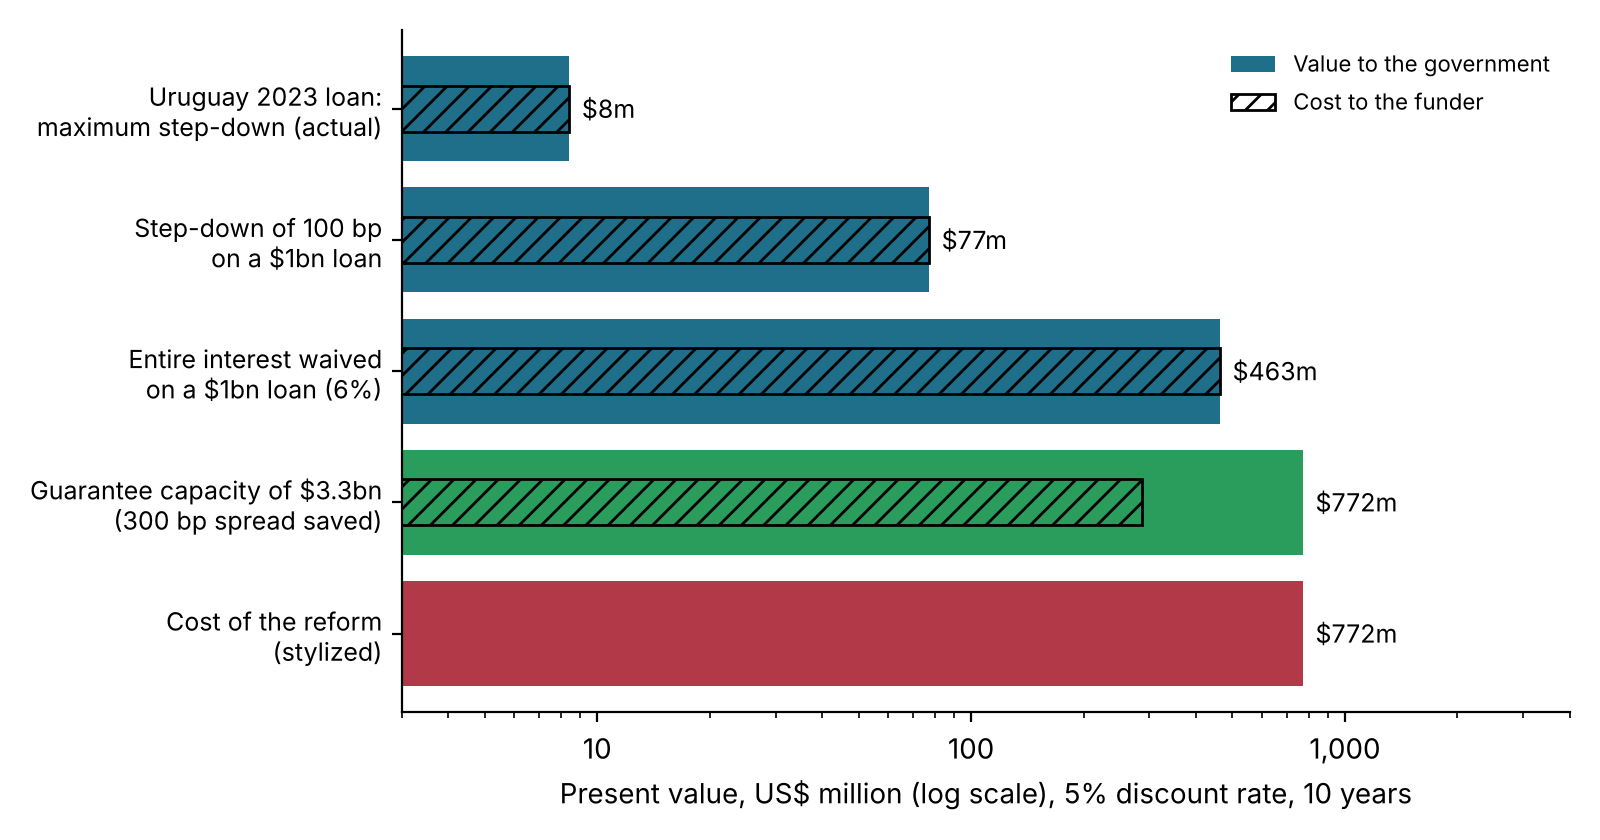 Value to the government
Cost to the funder
Uruguay 2023 loan:
maximum step-down (actual)
$8m
Step-down of 100 bp
on a $1bn loan
$77m
Entire interest waived
on a $1bn loan (6%)
$463m
Guarantee capacity of $3.3bn
(300 bp spread saved)
$772m
Cost of the reform
(stylized)
$772m
10
100
1,000
Present value, US$ million (log scale), 5% discount rate, 10 years